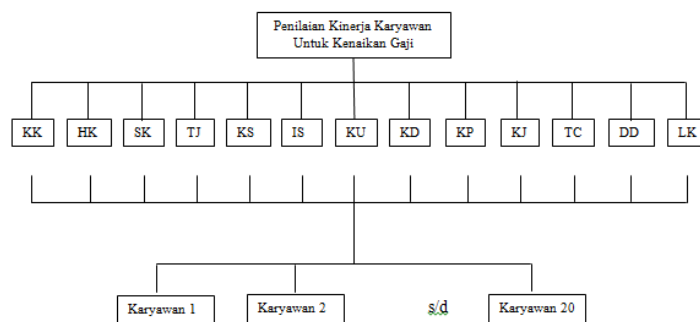 Penilaian Kinerja Karyawan
Untuk Kenaikan Gaji
KK HK SK TJ KS IS KU KD KP KJ TC DD LK
Karyawan 1 Karyawan 2 s/d Karyawan 20